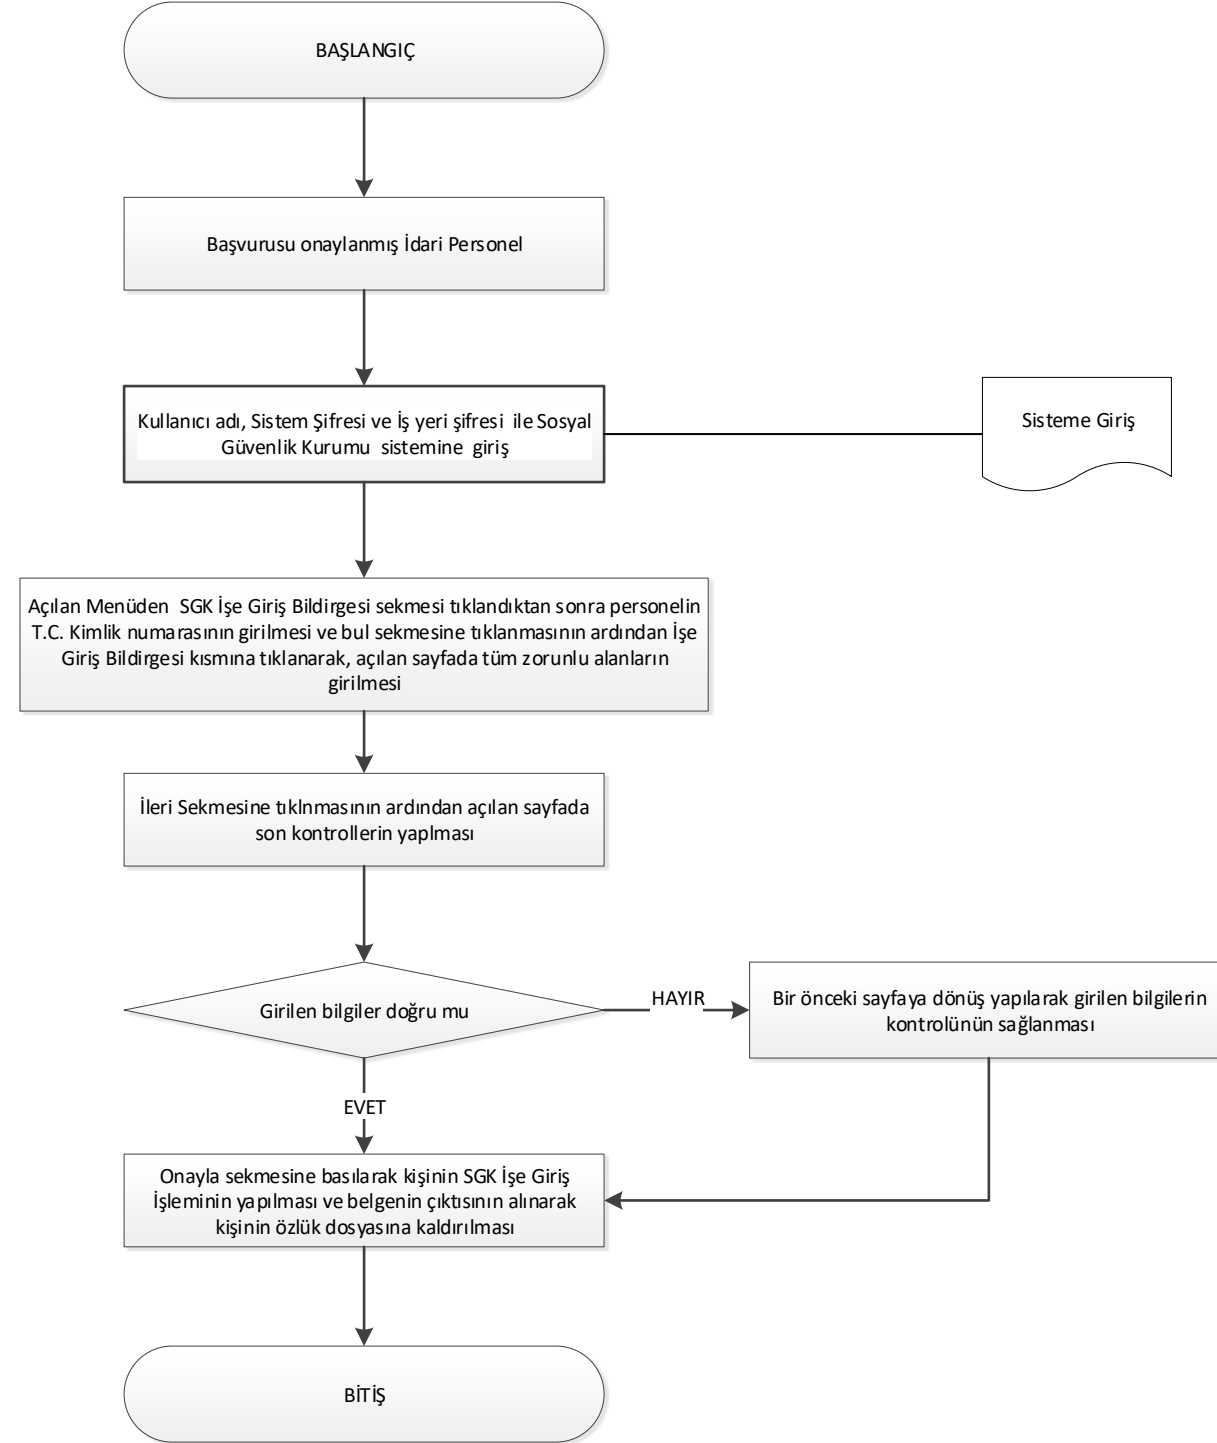 BAŞLANGIÇ
Başvurusu onaylanmış İdari Personel
Kullanıcı adı, Sistem Şifresi ve İş yeri şifresi ile Sosyal
Güvenlik Kurumu sistemine giriş
Sisteme Giriş
Açılan Menüden SGK İşe Giriş Bildirgesi sekmesi tıklandıktan sonra personelin
T.C. Kimlik numarasının girilmesi ve bul sekmesine tıklanmasının ardından İşe
Giriş Bildirgesi kısmına tıklanarak, açılan sayfada tüm zorunlu alanların
girilmesi
İleri Sekmesine tıklnmasının ardından açılan sayfada
son kontrollerin yaplması
Girilen bilgiler doğru mu
HAYIR
Bir önceki sayfaya dönüş yapılarak girilen bilgilerin
kontrolünün sağlanması
EVET
Onayla sekmesine basılarak kişinin SGK İşe Giriş
İşleminin yapılması ve belgenin çıktısının alınarak
kişinin özlük dosyasına kaldırılması
BİTİŞ